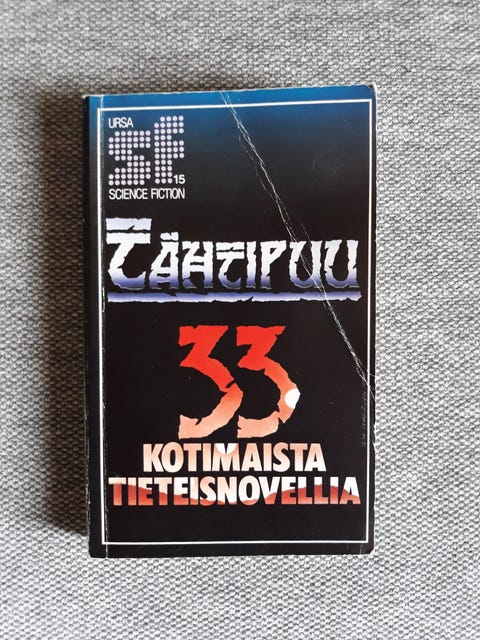 URSA
sf
15
SCIENCE FICTION
TÄHTIPUU
33
KOTIMAISTA
TIETEISNOVELLIA